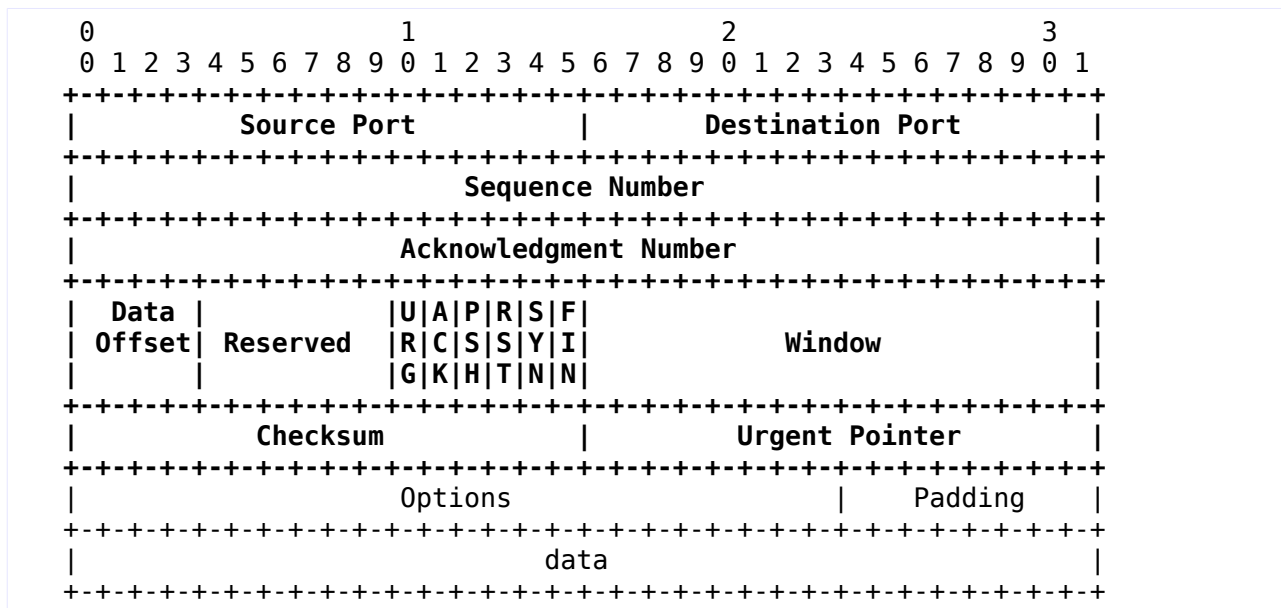 0                   1                   2                   3
 0 1 2 3 4 5 6 7 8 9 0 1 2 3 4 5 6 7 8 9 0 1 2 3 4 5 6 7 8 9 0 1
+-+-+-+-+-+-+-+-+-+-+-+-+-+-+-+-+-+-+-+-+-+-+-+-+-+-+-+-+-+-+-+-+
|          Source Port          |       Destination Port        |
+-+-+-+-+-+-+-+-+-+-+-+-+-+-+-+-+-+-+-+-+-+-+-+-+-+-+-+-+-+-+-+-+
|                        Sequence Number                        |
+-+-+-+-+-+-+-+-+-+-+-+-+-+-+-+-+-+-+-+-+-+-+-+-+-+-+-+-+-+-+-+-+
|                    Acknowledgment Number                      |
+-+-+-+-+-+-+-+-+-+-+-+-+-+-+-+-+-+-+-+-+-+-+-+-+-+-+-+-+-+-+-+-+
|  Data |           |U|A|P|R|S|F|                               |
| Offset| Reserved  |R|C|S|S|Y|I|            Window             |
|       |           |G|K|H|T|N|N|                               |
+-+-+-+-+-+-+-+-+-+-+-+-+-+-+-+-+-+-+-+-+-+-+-+-+-+-+-+-+-+-+-+-+
|           Checksum            |         Urgent Pointer        |
+-+-+-+-+-+-+-+-+-+-+-+-+-+-+-+-+-+-+-+-+-+-+-+-+-+-+-+-+-+-+-+-+
|                    Options                    |    Padding    |
+-+-+-+-+-+-+-+-+-+-+-+-+-+-+-+-+-+-+-+-+-+-+-+-+-+-+-+-+-+-+-+-+
|                             data                              |
+-+-+-+-+-+-+-+-+-+-+-+-+-+-+-+-+-+-+-+-+-+-+-+-+-+-+-+-+-+-+-+-+